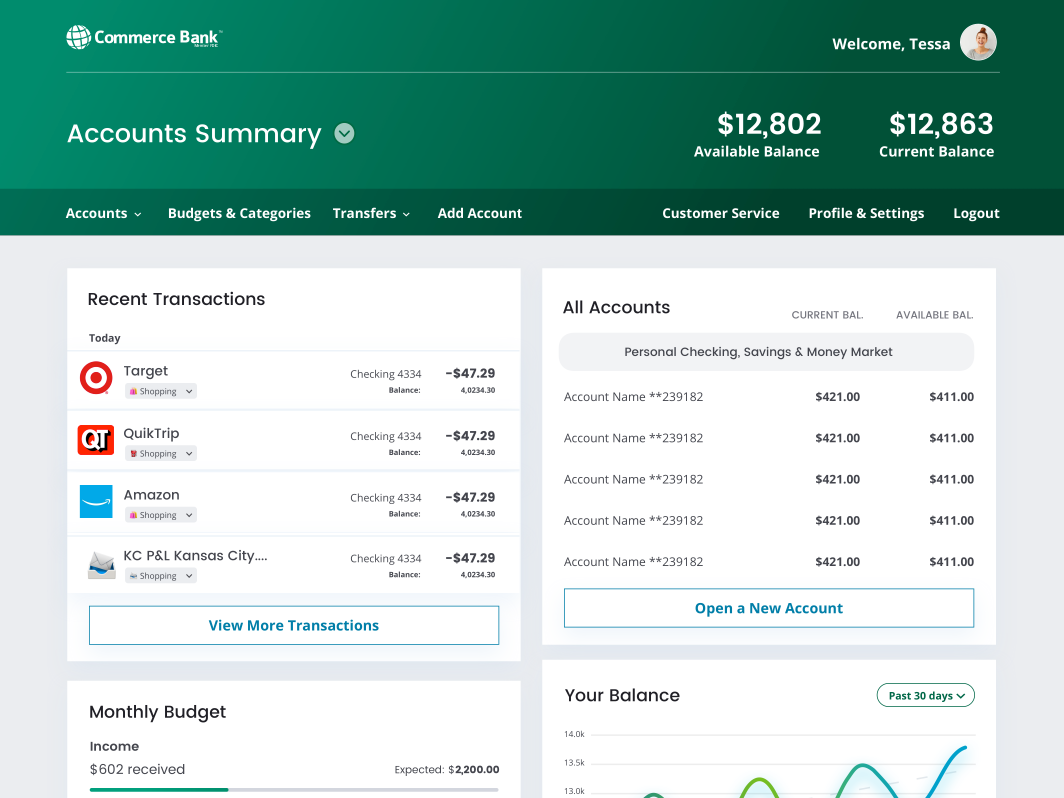 Commerce Bank
Member FDIC
Welcome, Tessa
Accounts Summary
$12,802
Available Balance
$12,863
Current Balance
Accounts
Budgets & Categories
Transfers
Add Account
Customer Service
Profile & Settings
Logout
Recent Transactions
Today
Target
Shopping
Checking 4334
-$47.29
Balance:
4,0234.30
QT
QuikTrip
Shopping
Checking 4334
-$47.29
Balance:
4,0234.30
Amazon
Shopping
Checking 4334
-$47.29
Balance:
4,0234.30
KC P&L Kansas City....
Shopping
Checking 4334
-$47.29
Balance:
4,0234.30
View More Transactions
Monthly Budget
Income
$602 received
Expected: $2,200.00
All Accounts
CURRENT BAL.
AVAILABLE BAL.
Personal Checking, Savings & Money Market
Account Name **239182 $421.00 $411.00
Account Name **239182 $421.00 $411.00
Account Name **239182 $421.00 $411.00
Account Name **239182 $421.00 $411.00
Account Name **239182 $421.00 $411.00
Open a New Account
Your Balance
Past 30 days
14.0k
13.5k
13.0k